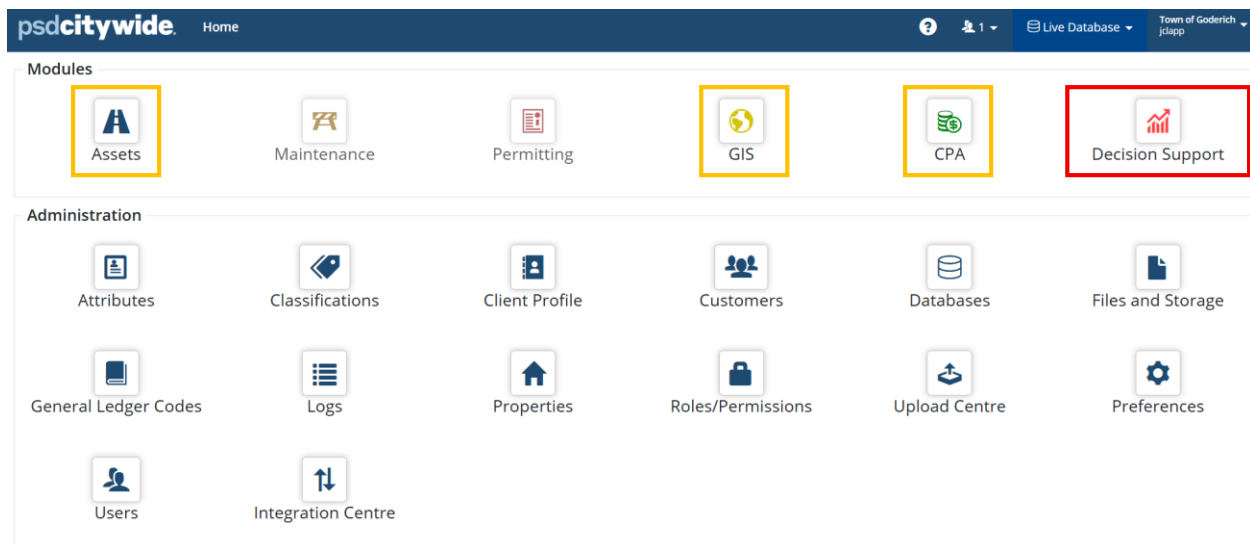 psdcitywide. Home ? 1 Live Database Town of Goderich
jclapp
Modules
Assets Maintenance Permitting GIS CPA Decision Support
Administration
Attributes Classifications Client Profile Customers Databases Files and Storage
General Ledger Codes Logs Properties Roles/Permissions Upload Centre Preferences
Users Integration Centre